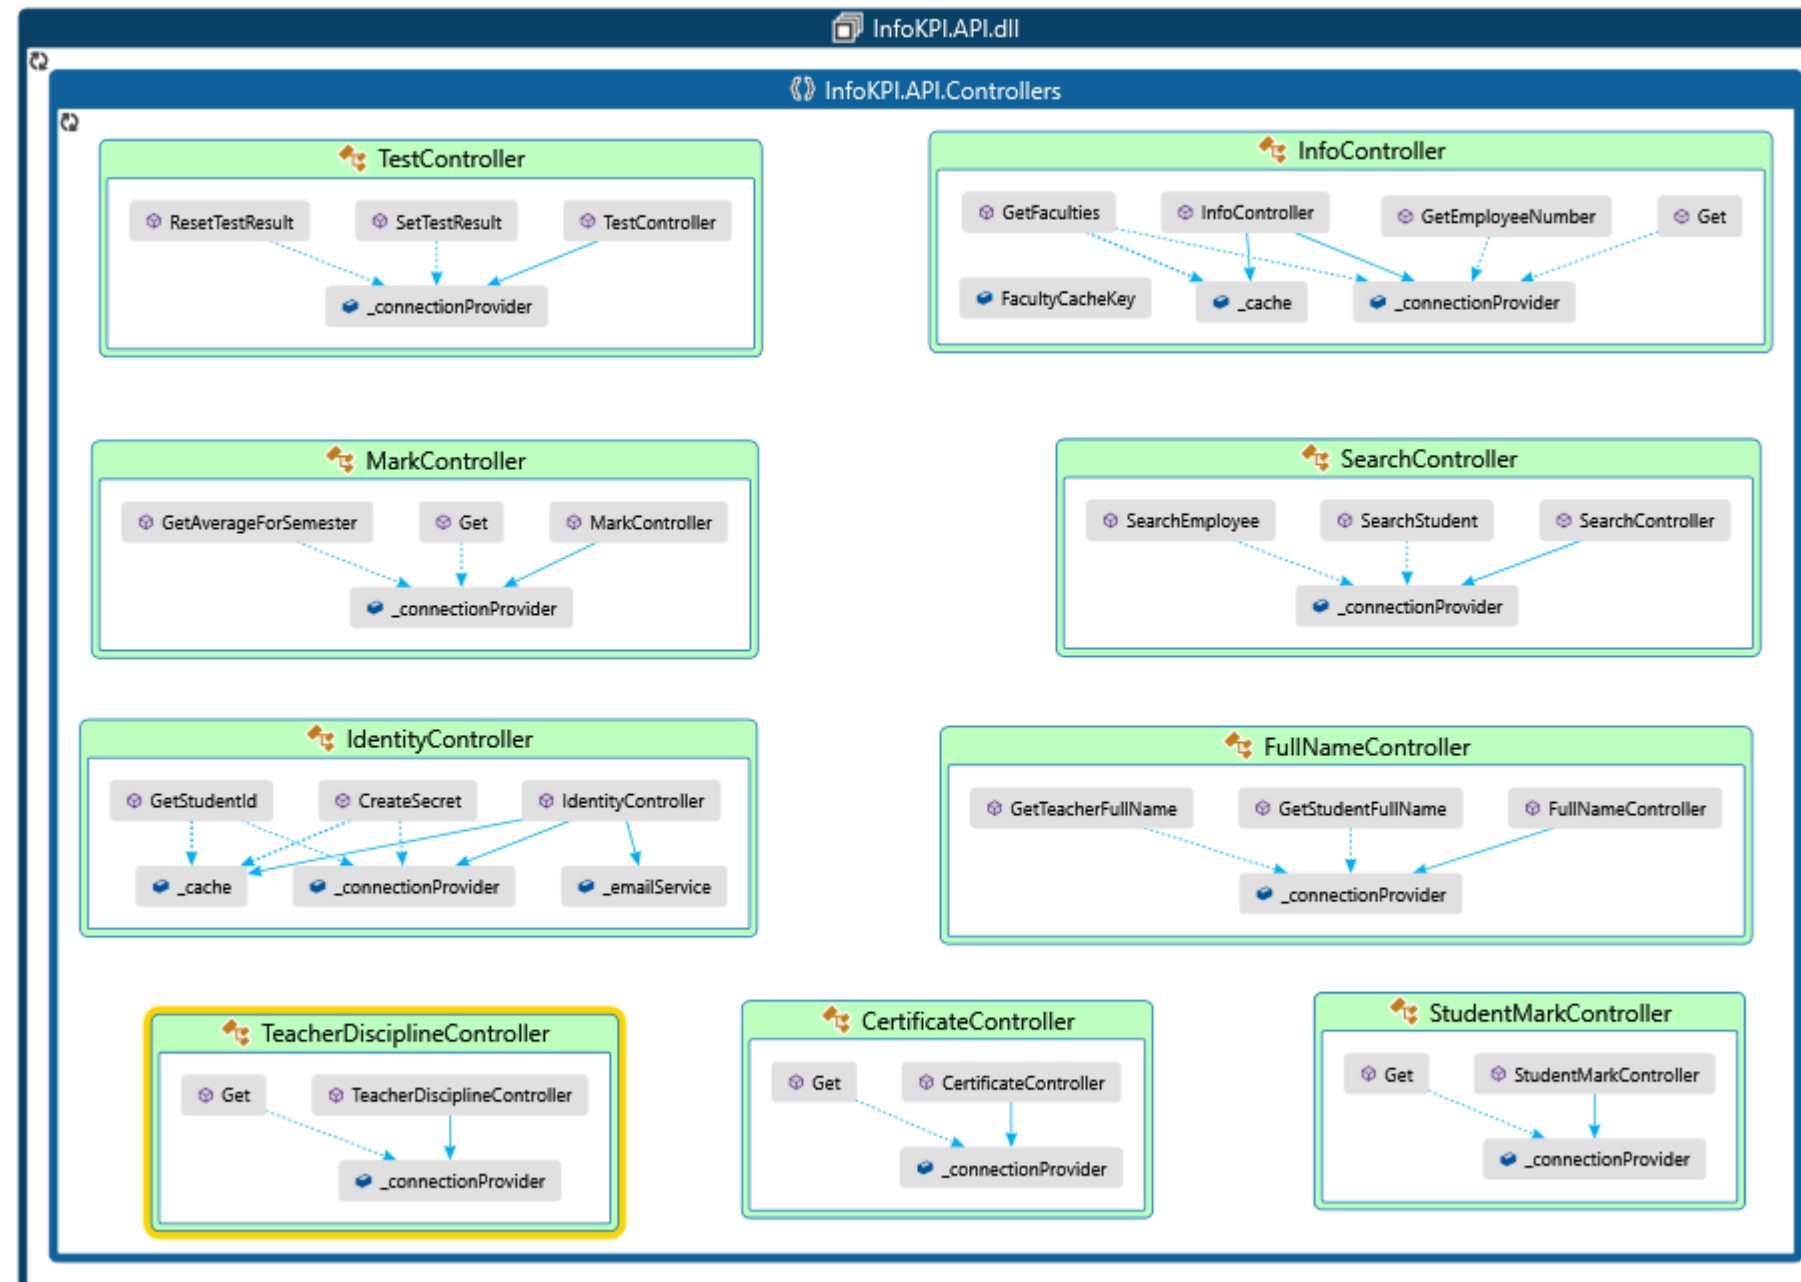 InfoKPI.API.dll
InfoKPI.API.Controllers
TestController
ResetTestResult
SetTestResult
TestController
_connectionProvider
InfoController
GetFaculties
InfoController
GetEmployeeNumber
Get
FacultyCacheKey
_cache
_connectionProvider
MarkController
GetAverageForSemester
Get
MarkController
_connectionProvider
SearchController
SearchEmployee
SearchStudent
SearchController
_connectionProvider
IdentityController
GetStudentId
CreateSecret
IdentityController
_cache
_connectionProvider
_emailService
FullNameController
GetTeacherFullName
GetStudentFullName
FullNameController
_connectionProvider
TeacherDisciplineController
Get
TeacherDisciplineController
_connectionProvider
CertificateController
Get
CertificateController
_connectionProvider
StudentMarkController
Get
StudentMarkController
_connectionProvider